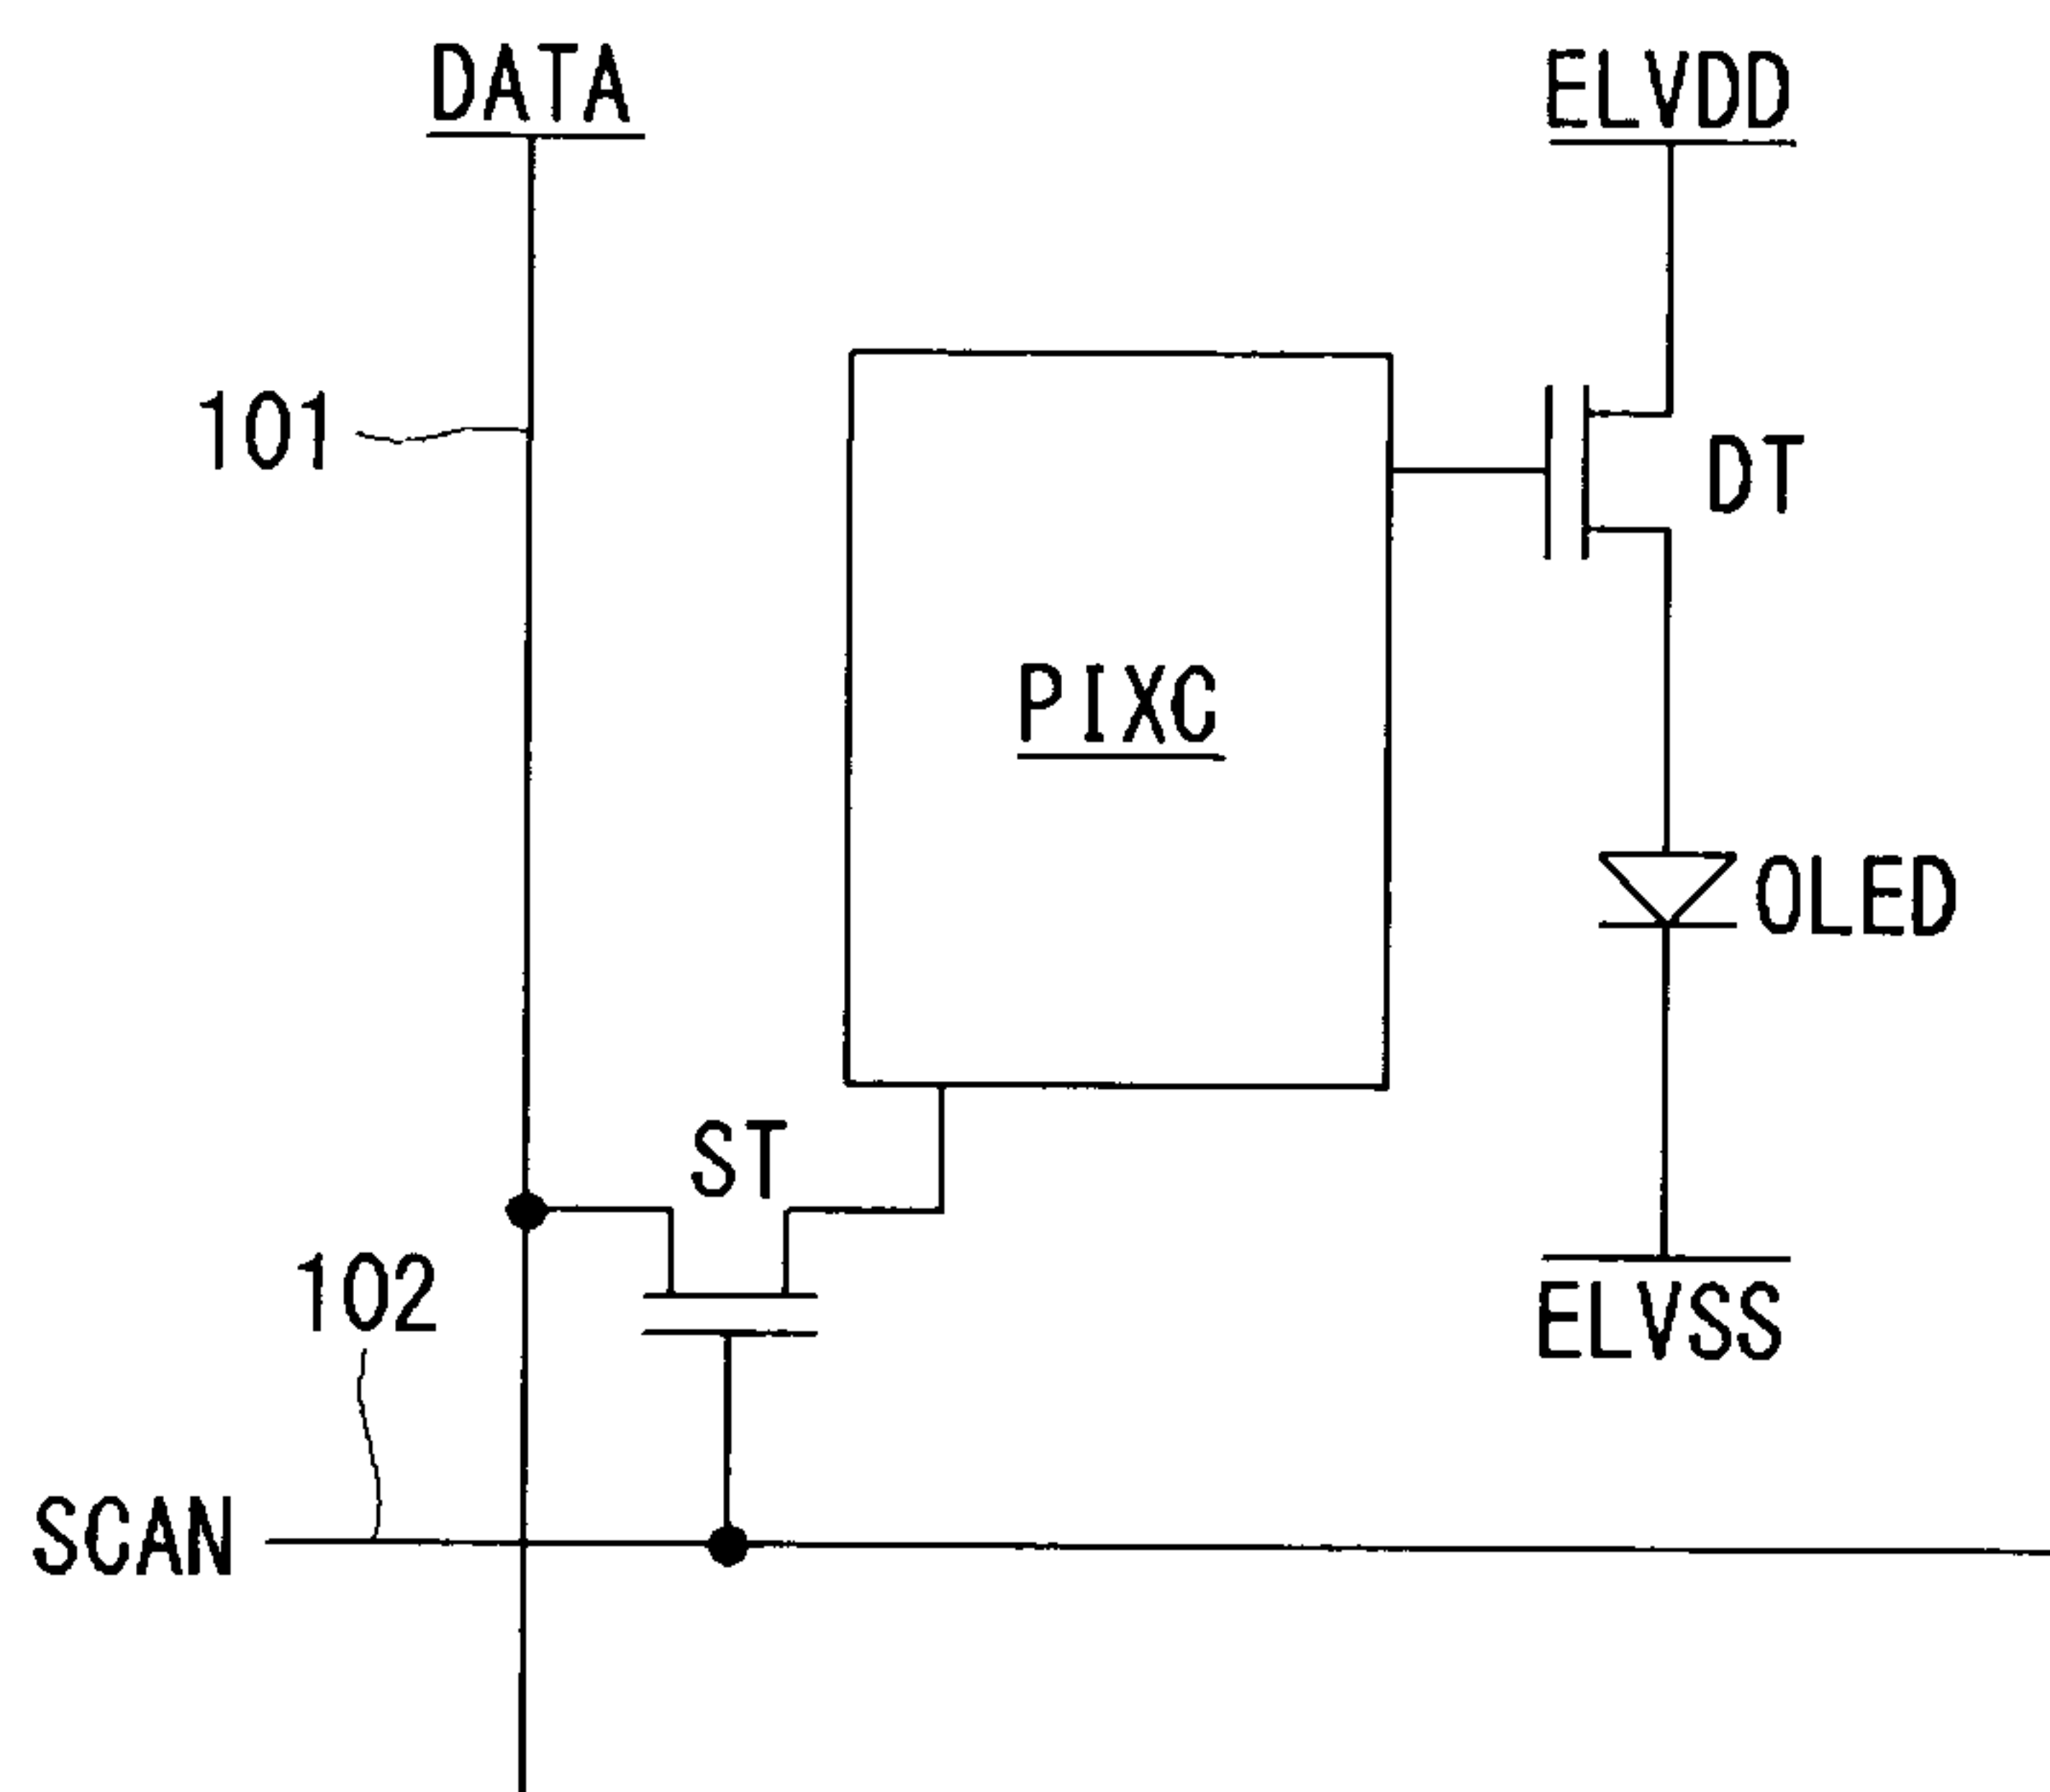 DATA
ELVDD
101
DT
PIXC
OLED
ST
102
ELVSS
SCAN